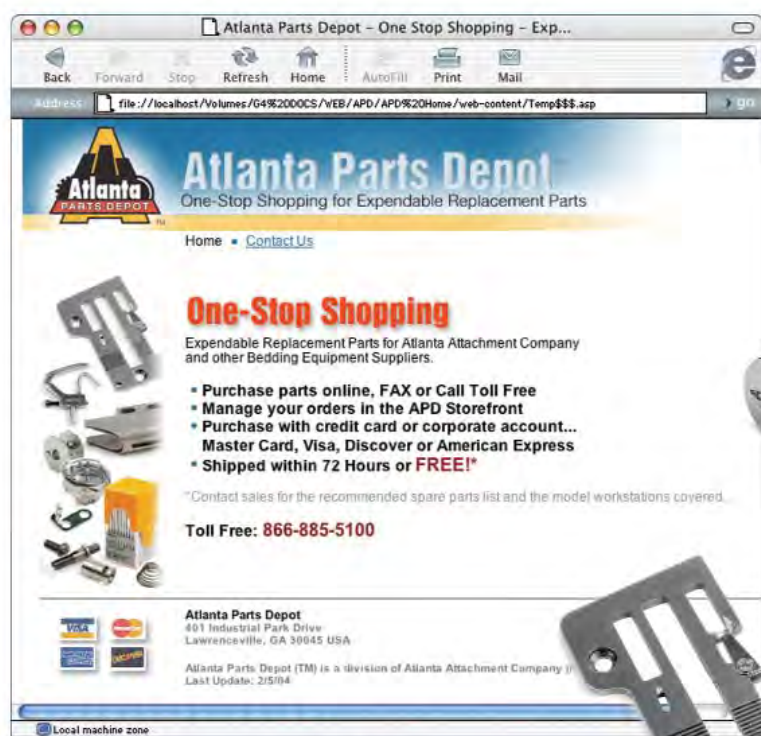 Atlanta Parts Depot - One Stop Shopping - Exp...
Back Forward Stop Refresh Home AutoFill Print Mail
Address file://localhost/Volumes/G4%20DOCS/WEB/APD/APD%20Home/web-content/Temp$$$.asp go
Atlanta
PARTS DEPOT
TM
Atlanta Parts Depot
One-Stop Shopping for Expendable Replacement Parts
Home Contact Us
One-Stop Shopping
Expendable Replacement Parts for Atlanta Attachment Company
and other Bedding Equipment Suppliers.
Purchase parts online, FAX or Call Toll Free
Manage your orders in the APD Storefront
Purchase with credit card or corporate account...
Master Card, Visa, Discover or American Express
Shipped within 72 Hours or FREE!*
*Contact sales for the recommended spare parts list and the model workstations covered.
Toll Free: 866-885-5100
VISA
Atlanta Parts Depot
401 Industrial Park Drive
Lawrenceville, GA 30045 USA
Atlanta Parts Depot (TM) is a division of Atlanta Attachment Company
Last Update: 2/5/04
Local machine zone